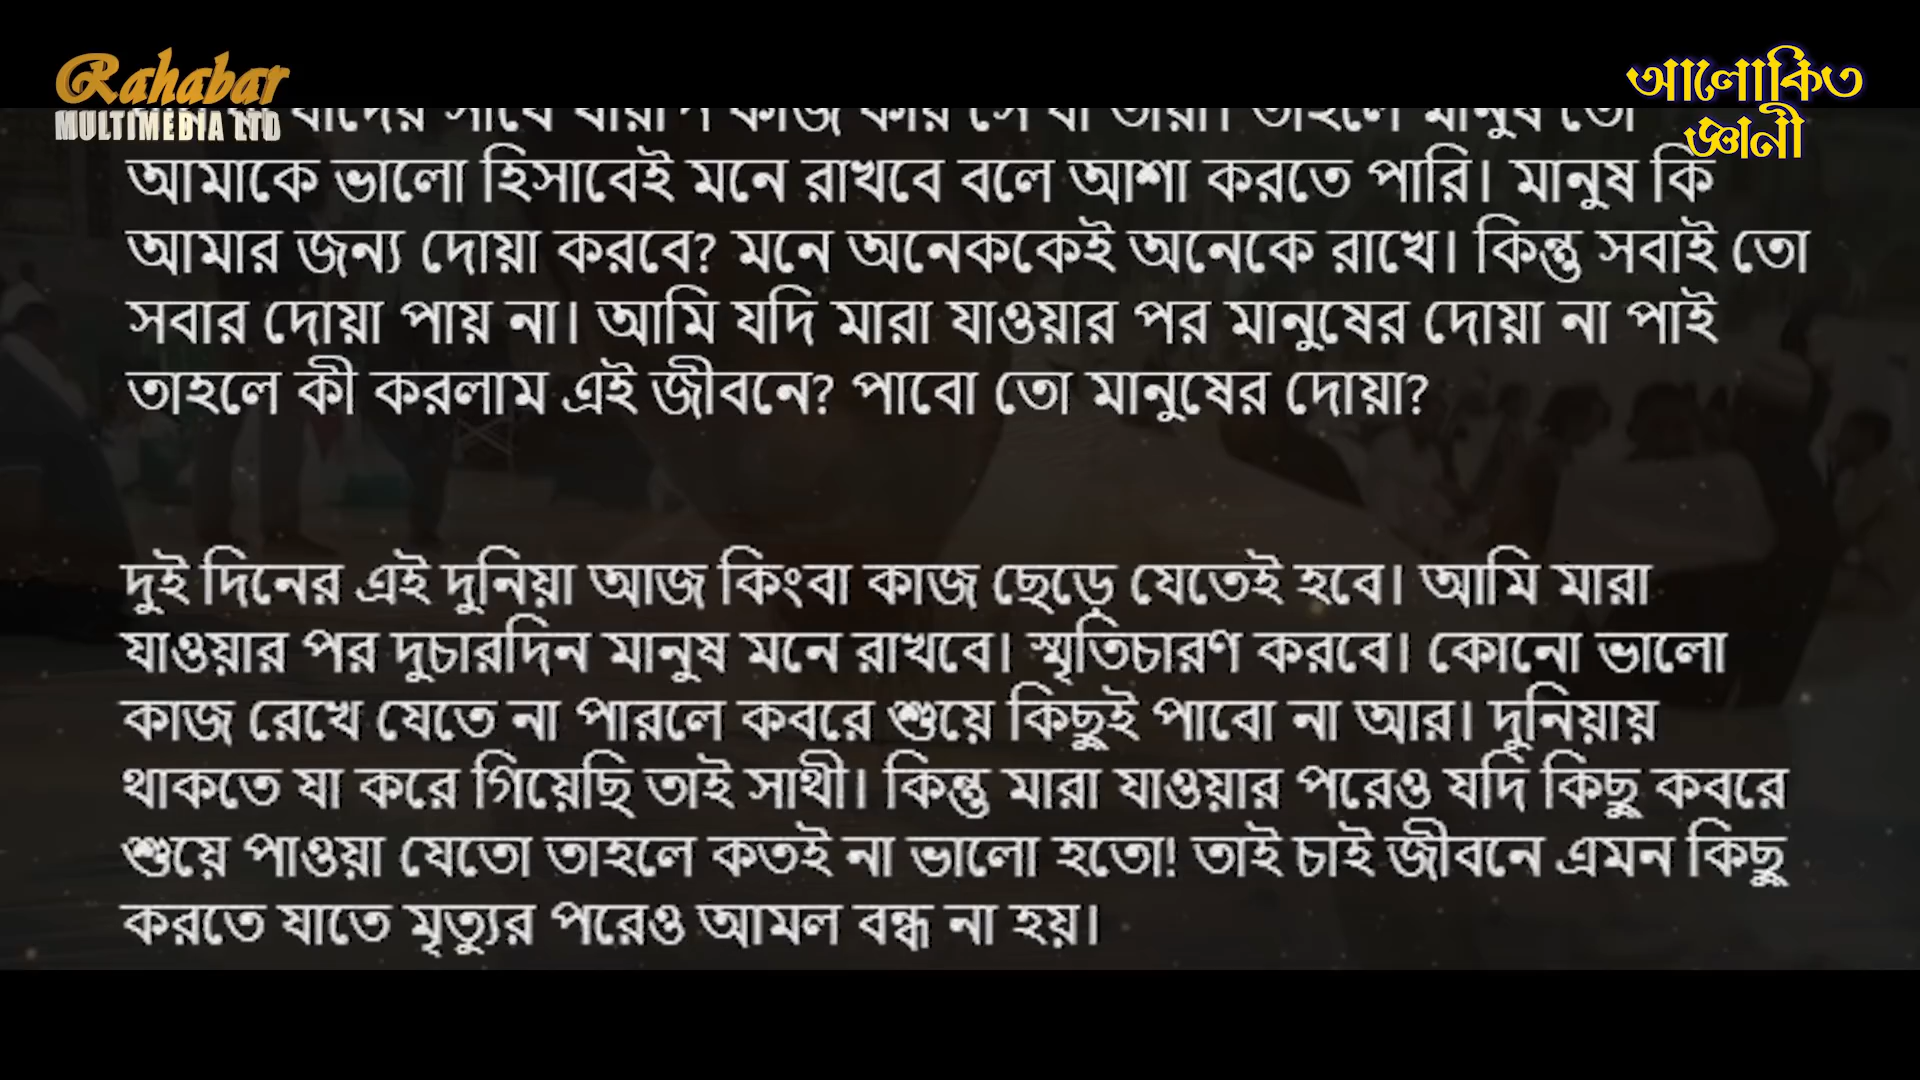 Rahabar
MULTIMEDIA LTD
আলোকিত
জ্ঞানী
যাদের সাথে খারাপ কাজ করি সে বা তারা। তাহলে মানুষ তো
আমাকে ভালো হিসাবেই মনে রাখবে বলে আশা করতে পারি। মানুষ কি
আমার জন্য দোয়া করবে? মনে অনেককেই অনেকে রাখে। কিন্তু সবাই তো
সবার দোয়া পায় না। আমি যদি মারা যাওয়ার পর মানুষের দোয়া না পাই
তাহলে কী করলাম এই জীবনে? পাবো তো মানুষের দোয়া?
দুই দিনের এই দুনিয়া আজ কিংবা কাজ ছেড়ে যেতেই হবে। আমি মারা
যাওয়ার পর দুচারদিন মানুষ মনে রাখবে। স্মৃতিচারণ করবে। কোনো ভালো
কাজ রেখে যেতে না পারলে কবরে শুয়ে কিছুই পাবো না আর। দুনিয়ায়
থাকতে যা করে গিয়েছি তাই সাথী। কিন্তু মারা যাওয়ার পরেও যদি কিছু কবরে
শুয়ে পাওয়া যেতো তাহলে কতই না ভালো হতো! তাই চাই জীবনে এমন কিছু
করতে যাতে মৃত্যুর পরেও আমল বন্ধ না হয়।